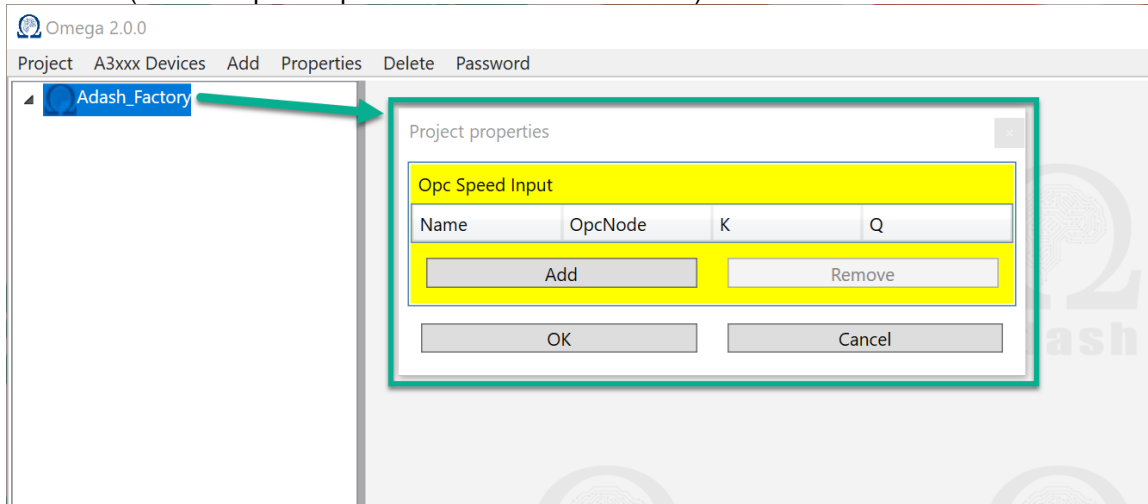 Omega 2.0.0
Project A3xxx Devices Add Properties Delete Password
Adash_Factory
Project properties
Opc Speed Input
Name OpcNode K Q
Add Remove
OK Cancel
dash